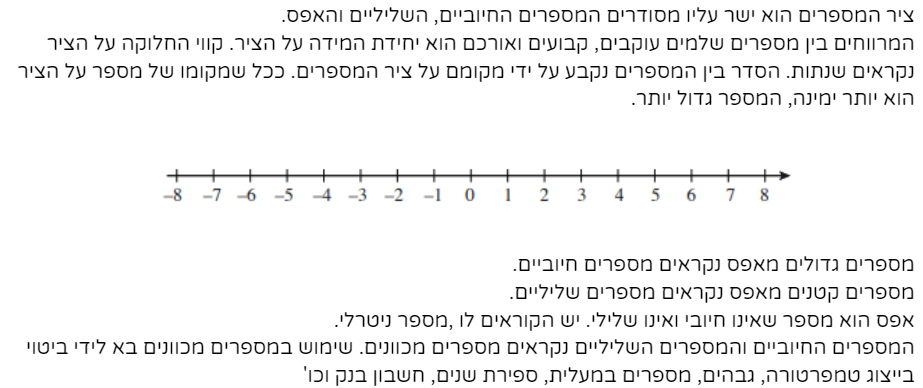 ציר המספרים הוא ישר עליו מסודרים המספרים החיוביים, השליליים והאפס.
המרווחים בין מספרים שלמים עוקבים, קבועים ואורכם הוא יחידת המידה על הציר. קווי החלוקה על הציר
נקראים שנתות. הסדר בין המספרים נקבע על ידי מקומם על ציר המספרים. ככל שמקומו של מספר על הציר
הוא יותר ימינה, המספר גדול יותר.
–8 –7 –6 –5 –4 –3 –2 –1 0 1 2 3 4 5 6 7 8
מספרים גדולים מאפס נקראים מספרים חיוביים.
מספרים קטנים מאפס נקראים מספרים שליליים.
אפס הוא מספר שאינו חיובי ואינו שלילי. יש הקוראים לו ,מספר ניטרלי.
המספרים החיוביים והמספרים השליליים נקראים מספרים מכוונים. שימוש במספרים מכוונים בא לידי ביטוי
בייצוג טמפרטורה, גבהים, מספרים במעלית, ספירת שנים, חשבון בנק וכו'